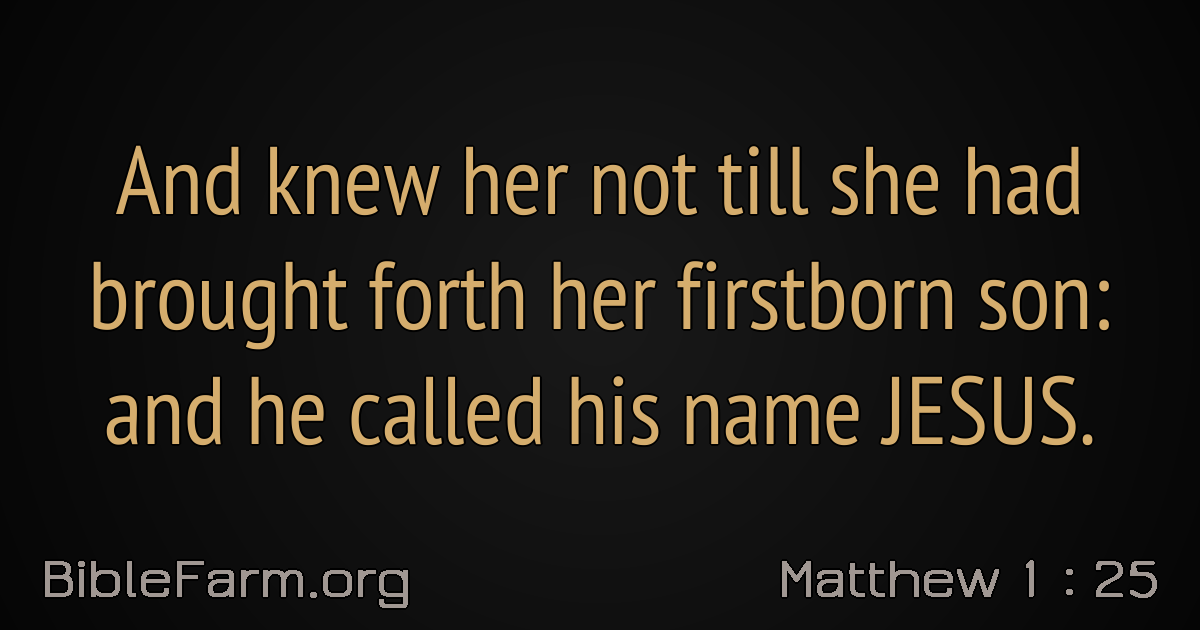 And knew her not till she had
brought forth her firstborn son:
and he called his name JESUS.
BibleFarm.org
Matthew 1 : 25